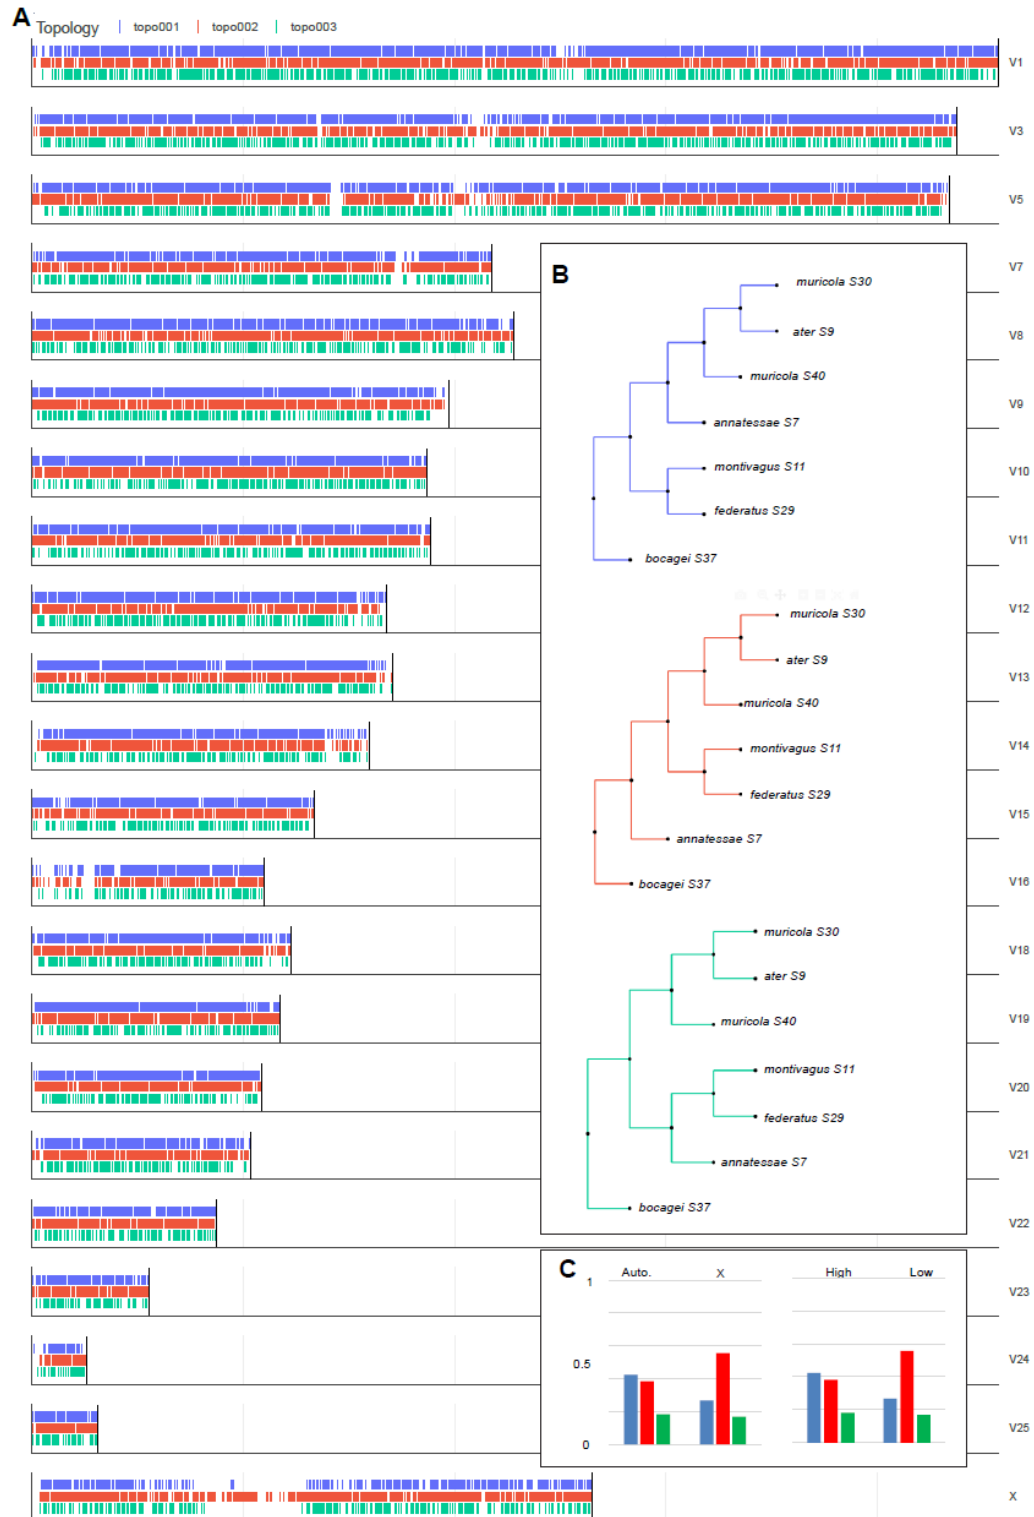 A
Topology topo001 topo002 topo003
V1
V3
V5
V7
V8
V9
V10
V11
V12
V13
V14
V15
V16
V18
V19
V20
V21
V22
V23
V24
V25
X
B
muricola S30
ater S9
muricola S40
annatessae S7
montivagus S11
federatus S29
bocagei S37
muricola S30
ater S9
muricola S40
montivagus S11
federatus S29
annatessae S7
bocagei S37
muricola S30
ater S9
muricola S40
montivagus S11
federatus S29
annatessae S7
bocagei S37
C
Auto. X High Low
1
0.5
0